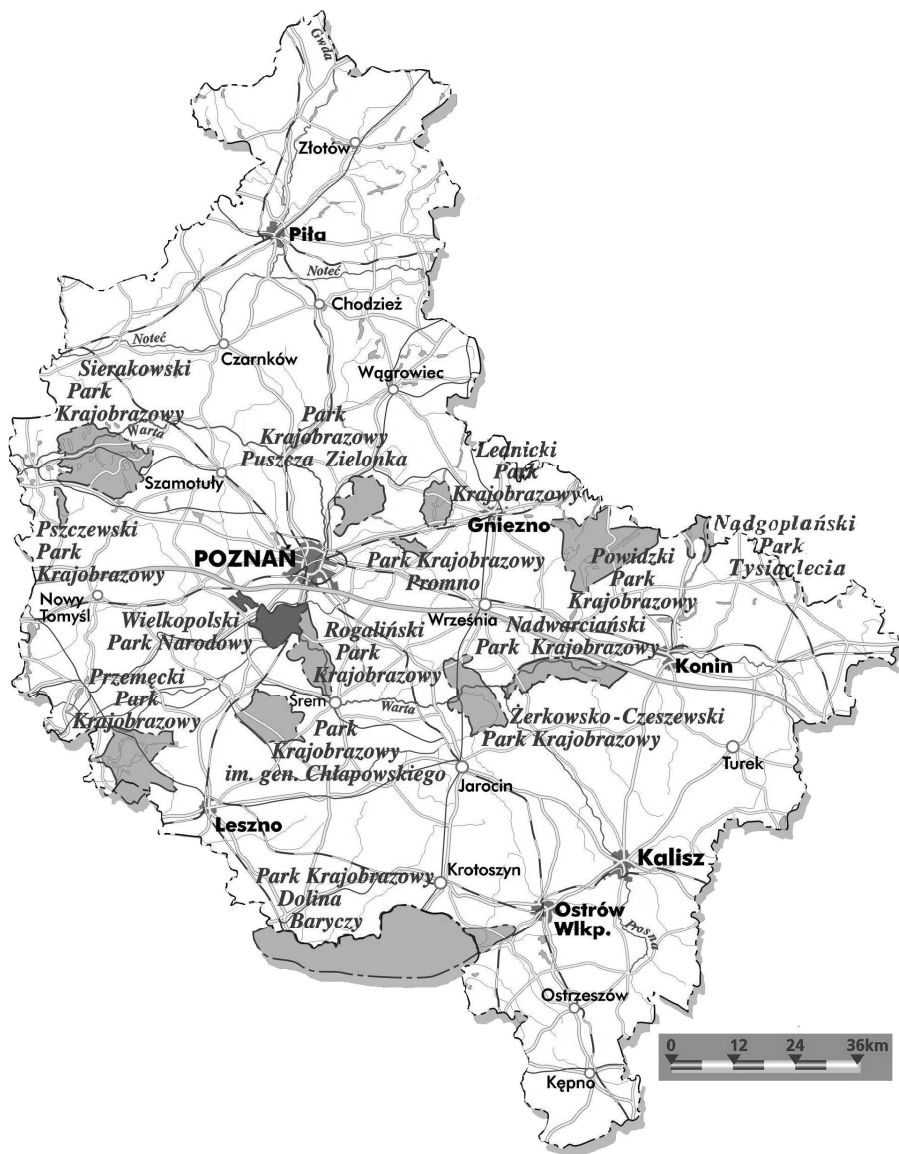 Gwda
Złotów
Piła
Noteć
Chodzież
Noteć
Czarnków
Sierakowski
Park
Krajobrazowy
Wągrowiec
Park
Krajobrazowy
Puszcza Zielonka
Warta
Szamotuły
Lednicki
Park
Krajobrazowy
Gniezno
Pszczewski
Park
Krajobrazowy
POZNAŃ
Park Krajobrazowy
Promno
Powidzki
Park
Krajobrazowy
Nadgoplański
Park
Tysiąclecia
Nowy
Tomyśl
Wielkopolski
Park Narodowy
Września
Rogaliński
Park
Krajobrazowy
Nadwarciański
Park Krajobrazowy
Konin
Przemęcki
Park
Krajobrazowy
Śrem
Warta
Park
Krajobrazowy
im. gen. Chłapowskiego
Żerkowsko-Czeszewski
Park Krajobrazowy
Turek
Jarocin
Leszno
Kalisz
Krotoszyn
Park Krajobrazowy
Dolina
Baryczy
Ostrów
Wlkp.
Prosna
Ostrzeszów
Kępno
0 12 24 36km